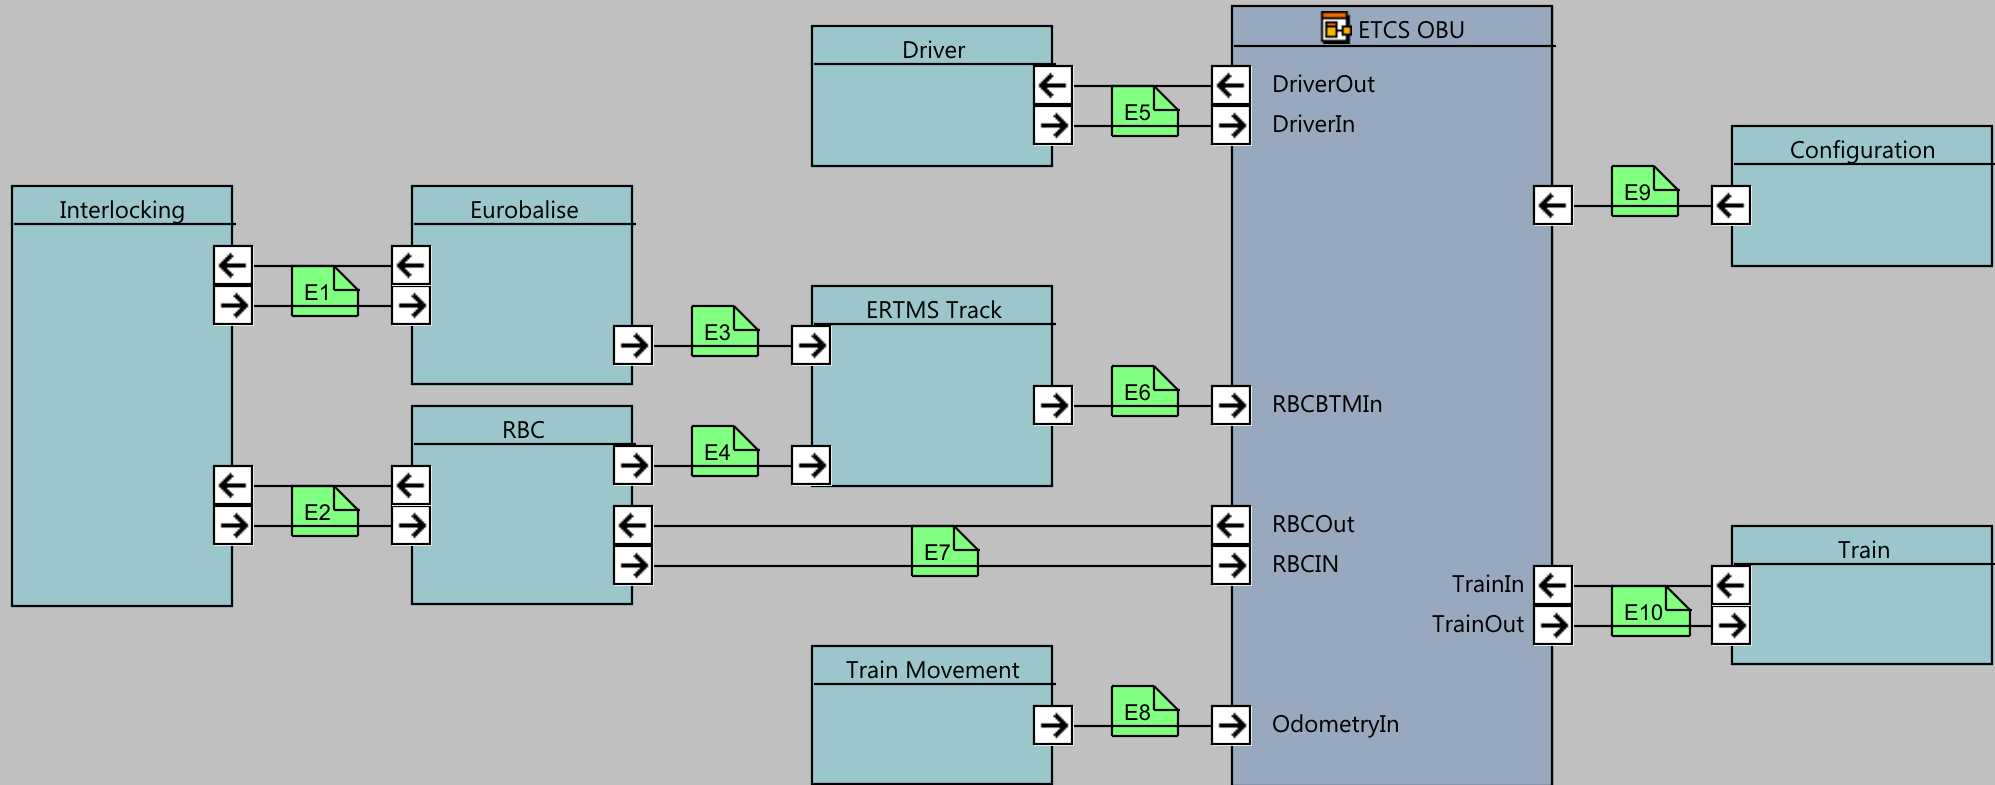 ETCS OBU
Driver
DriverOut
E5
DriverIn
Configuration
E9
Interlocking
Eurobalise
E1
E3
ERTMS Track
E6
RBCBTMIn
RBC
E4
E2
RBCOut
E7
RBCIN
Train
TrainIn
E10
TrainOut
Train Movement
E8
OdometryIn